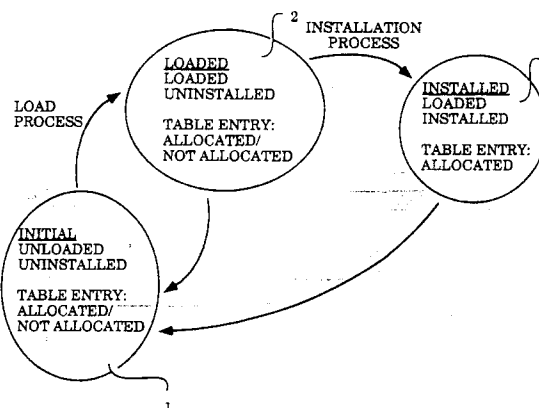 2
INSTALLATION
PROCESS
LOADED
LOADED
UNINSTALLED
TABLE ENTRY:
ALLOCATED/
NOT ALLOCATED
INSTALLED
LOADED
INSTALLED
TABLE ENTRY:
ALLOCATED
LOAD
PROCESS
INITIAL
UNLOADED
UNINSTALLED
TABLE ENTRY:
ALLOCATED/
NOT ALLOCATED
1